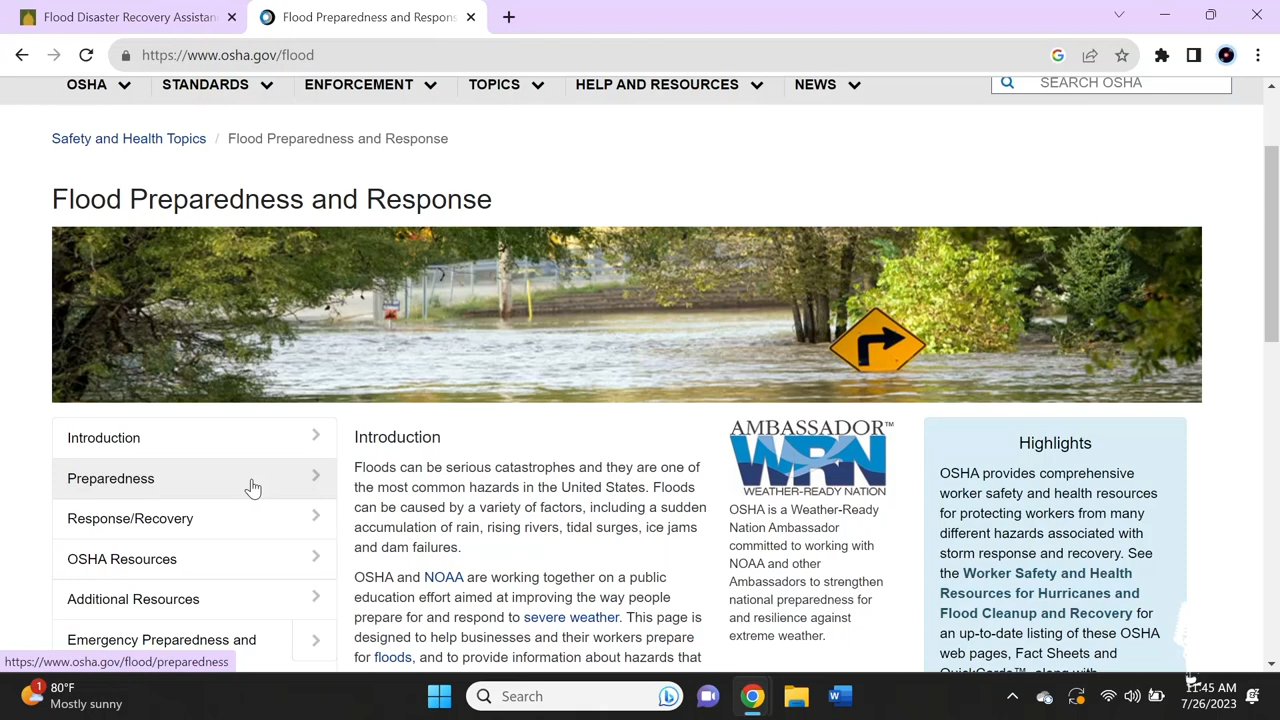 Flood Disaster Recovery Assistan
Flood Preparedness and Respons
https://www.osha.gov/flood
OSHA
STANDARDS
ENFORCEMENT
TOPICS
HELP AND RESOURCES
NEWS
SEARCH OSHA
Safety and Health Topics / Flood Preparedness and Response
Flood Preparedness and Response
Introduction
Preparedness
Response/Recovery
OSHA Resources
Additional Resources
Emergency Preparedness and
Introduction
Floods can be serious catastrophes and they are one of
the most common hazards in the United States. Floods
can be caused by a variety of factors, including a sudden
accumulation of rain, rising rivers, tidal surges, ice jams
and dam failures.
OSHA and NOAA are working together on a public
education effort aimed at improving the way people
prepare for and respond to severe weather. This page is
designed to help businesses and their workers prepare
for floods, and to provide information about hazards that
AMBASSADOR™
WRN
WEATHER-READY NATION
OSHA is a Weather-Ready
Nation Ambassador
committed to working with
NOAA and other
Ambassadors to strengthen
national preparedness for
and resilience against
extreme weather.
Highlights
OSHA provides comprehensive
worker safety and health resources
for protecting workers from many
different hazards associated with
storm response and recovery. See
the Worker Safety and Health
Resources for Hurricanes and
Flood Cleanup and Recovery for
an up-to-date listing of these OSHA
web pages, Fact Sheets and
QuickCards™, along with
https://www.osha.gov/flood/preparedness
1
80°F
Mostly sunny
Search
11:45 AM
7/26/2023